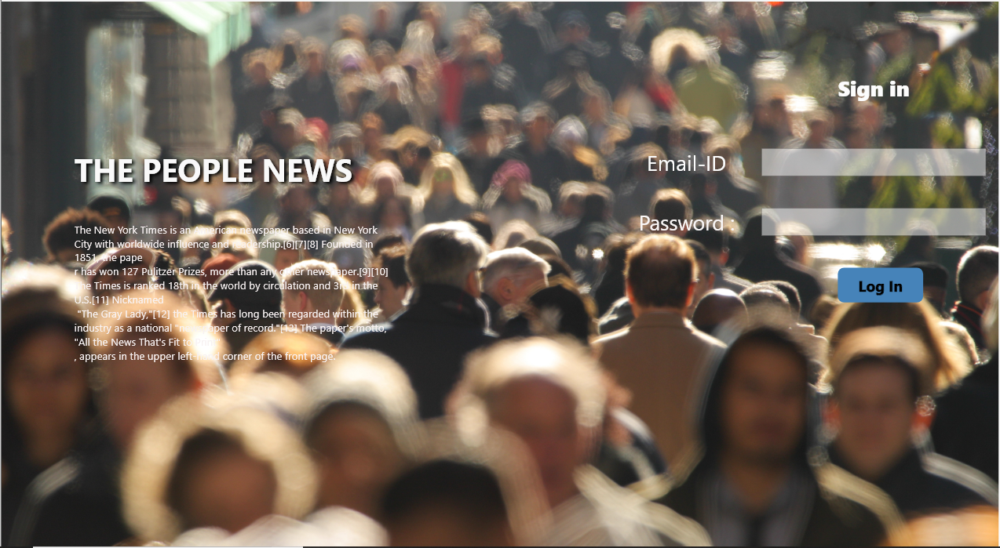 Sign in
THE PEOPLE NEWS
Email-ID
Password :
Log In
The New York Times is an American newspaper based in New York
City with worldwide influence and readership.[6][7][8] Founded in
1851, the pape
r has won 127 Pulitzer Prizes, more than any other newspaper.[9][10]
The Times is ranked 18th in the world by circulation and 3rd in the
U.S.[11] Nicknamed
"The Gray Lady,"[12] the Times has long been regarded within the
industry as a national "newspaper of record."[13] The paper's motto,
"All the News That's Fit to Print"
, appears in the upper left-hand corner of the front page.